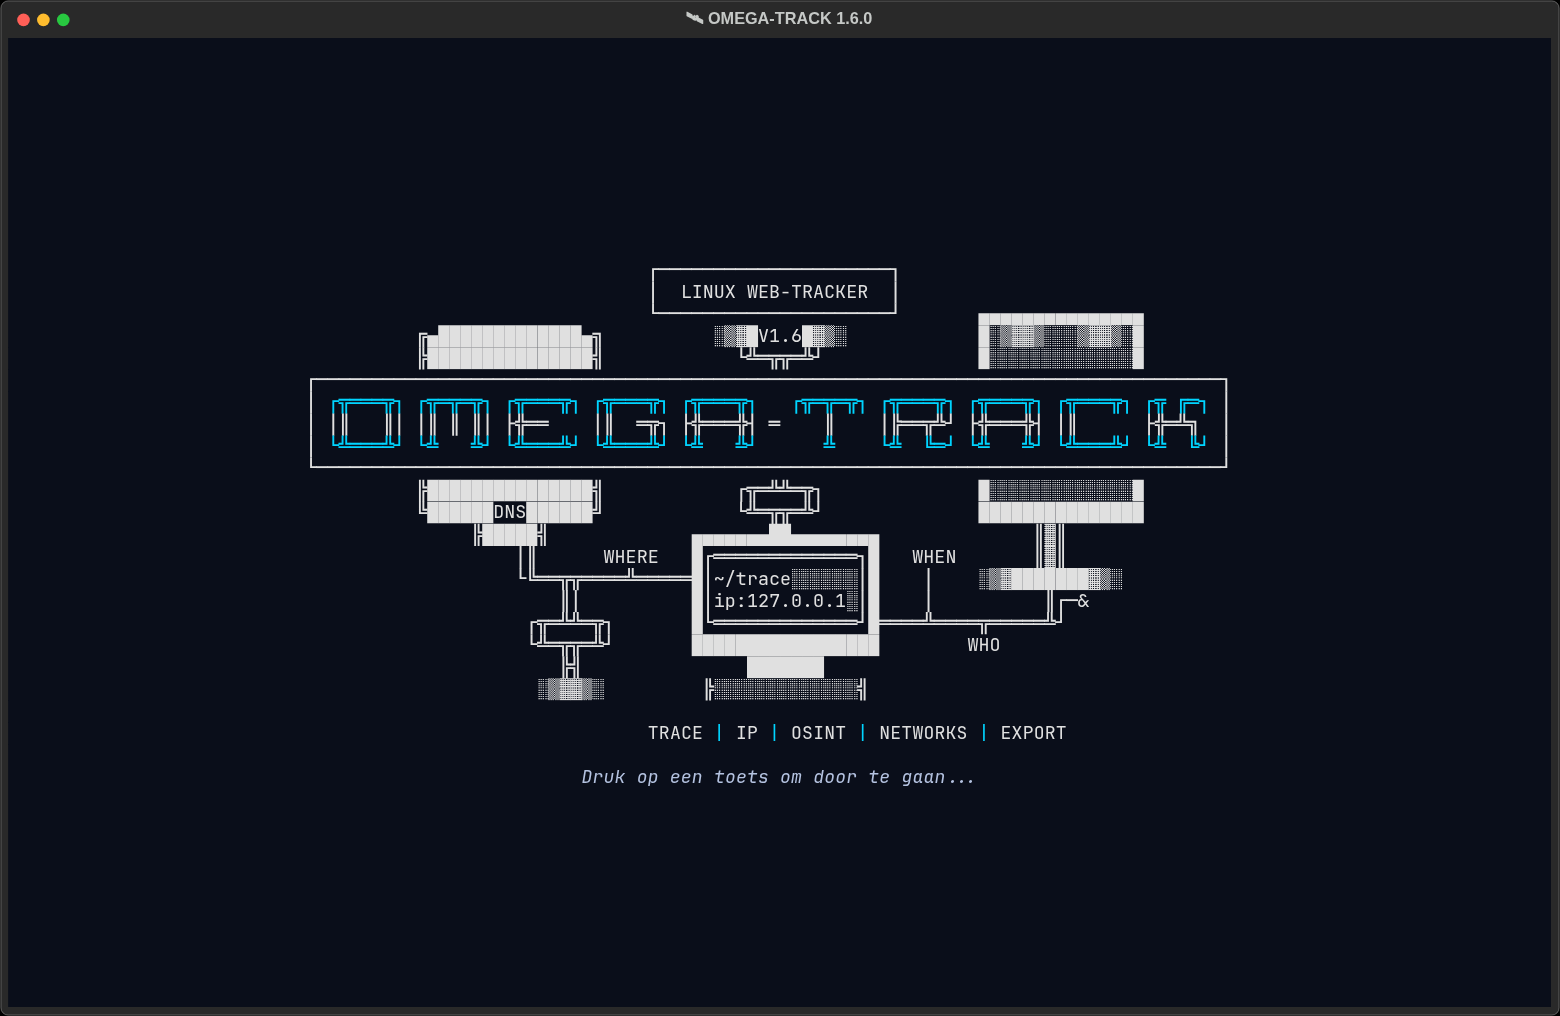 OMEGA-TRACK 1.6.0
LINUX WEB-TRACKER
V1.6
OMEGA-TRACK
DNS
WHERE
WHEN
~/trace
ip:127.0.0.1
&
WHO
TRACE | IP | OSINT | NETWORKS | EXPORT
Druk op een toets om door te gaan...